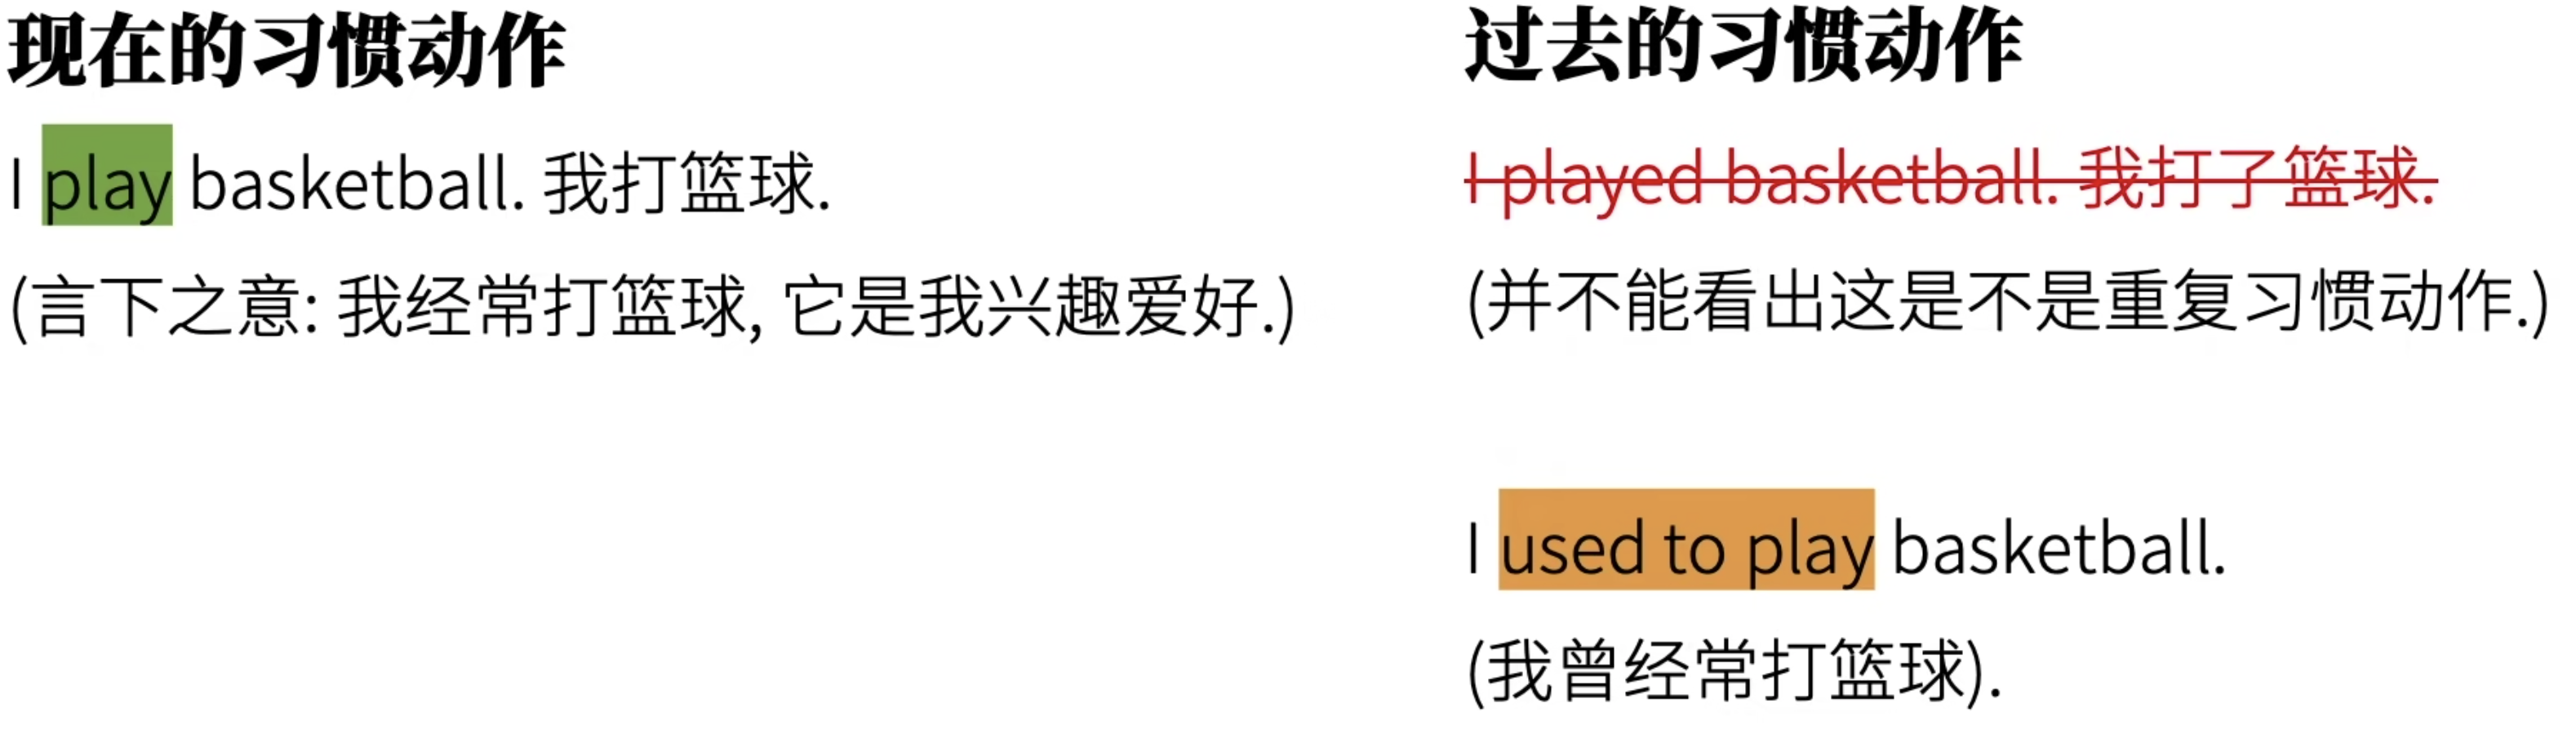 现在的习惯动作
I play basketball. 我打篮球.
(言下之意: 我经常打篮球, 它是我兴趣爱好.)
过去的习惯动作
I played basketball. 我打了篮球.
(并不能看出这是不是重复习惯动作.)
I used to play basketball.
(我曾经常打篮球).